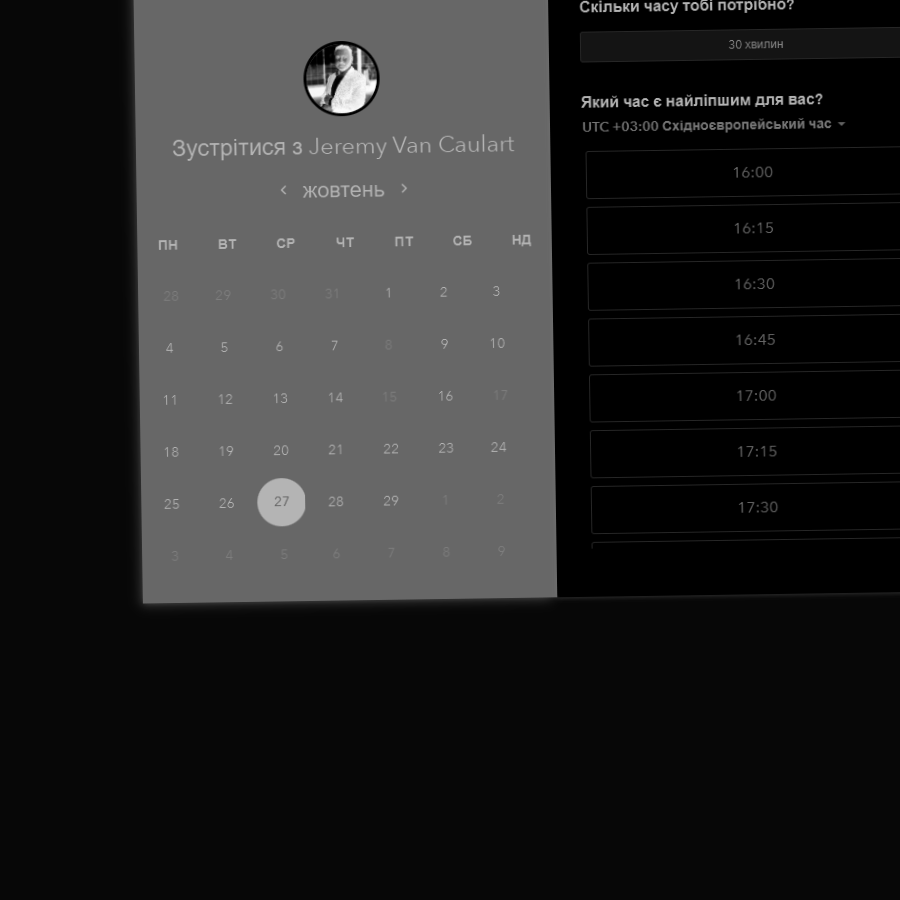 Зустрітися з Jeremy Van Caulart
‹ жовтень ›
ПН ВТ СР ЧТ ПТ СБ НД
28 29 30 31 1 2 3
4 5 6 7 8 9 10
11 12 13 14 15 16 17
18 19 20 21 22 23 24
25 26 27 28 29 1 2
3 4 5 6 7 8 9
Скільки часу тобі потрібно?
30 хвилин
Який час є найліпшим для вас?
UTC +03:00 Східноєвропейський час
16:00
16:15
16:30
16:45
17:00
17:15
17:30